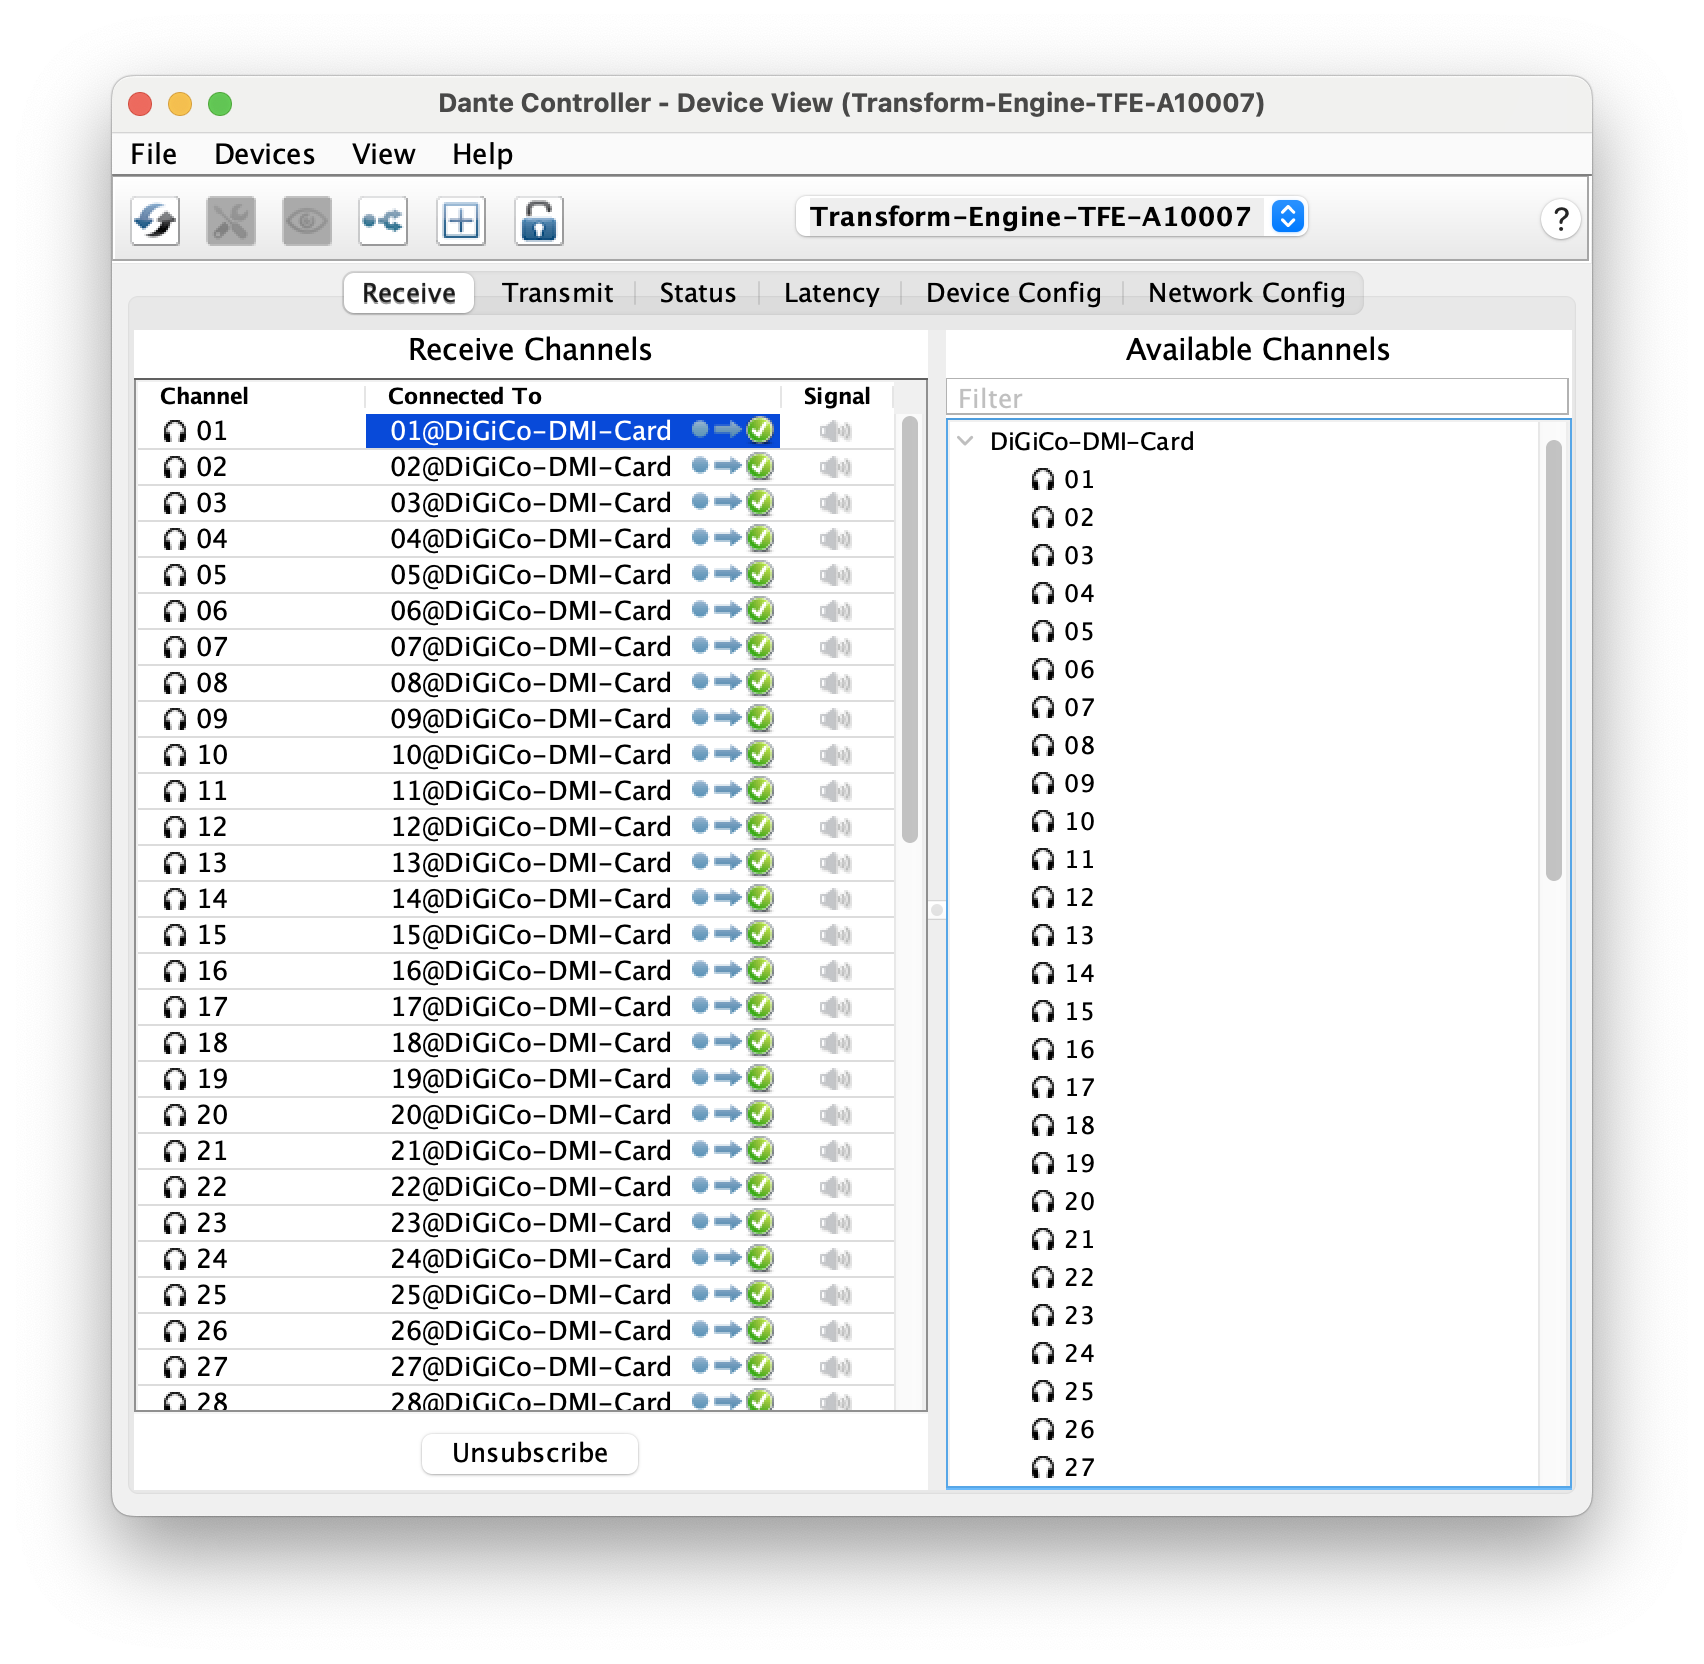 Dante Controller - Device View (Transform-Engine-TFE-A10007)
File Devices View Help
Transform-Engine-TFE-A10007 ?
Receive Transmit Status Latency Device Config Network Config
Receive Channels
Channel Connected To Signal
01 01@DiGiCo-DMI-Card
02 02@DiGiCo-DMI-Card
03 03@DiGiCo-DMI-Card
04 04@DiGiCo-DMI-Card
05 05@DiGiCo-DMI-Card
06 06@DiGiCo-DMI-Card
07 07@DiGiCo-DMI-Card
08 08@DiGiCo-DMI-Card
09 09@DiGiCo-DMI-Card
10 10@DiGiCo-DMI-Card
11 11@DiGiCo-DMI-Card
12 12@DiGiCo-DMI-Card
13 13@DiGiCo-DMI-Card
14 14@DiGiCo-DMI-Card
15 15@DiGiCo-DMI-Card
16 16@DiGiCo-DMI-Card
17 17@DiGiCo-DMI-Card
18 18@DiGiCo-DMI-Card
19 19@DiGiCo-DMI-Card
20 20@DiGiCo-DMI-Card
21 21@DiGiCo-DMI-Card
22 22@DiGiCo-DMI-Card
23 23@DiGiCo-DMI-Card
24 24@DiGiCo-DMI-Card
25 25@DiGiCo-DMI-Card
26 26@DiGiCo-DMI-Card
27 27@DiGiCo-DMI-Card
28 28@DiGiCo-DMI-Card
Unsubscribe
Available Channels
Filter
DiGiCo-DMI-Card
01
02
03
04
05
06
07
08
09
10
11
12
13
14
15
16
17
18
19
20
21
22
23
24
25
26
27